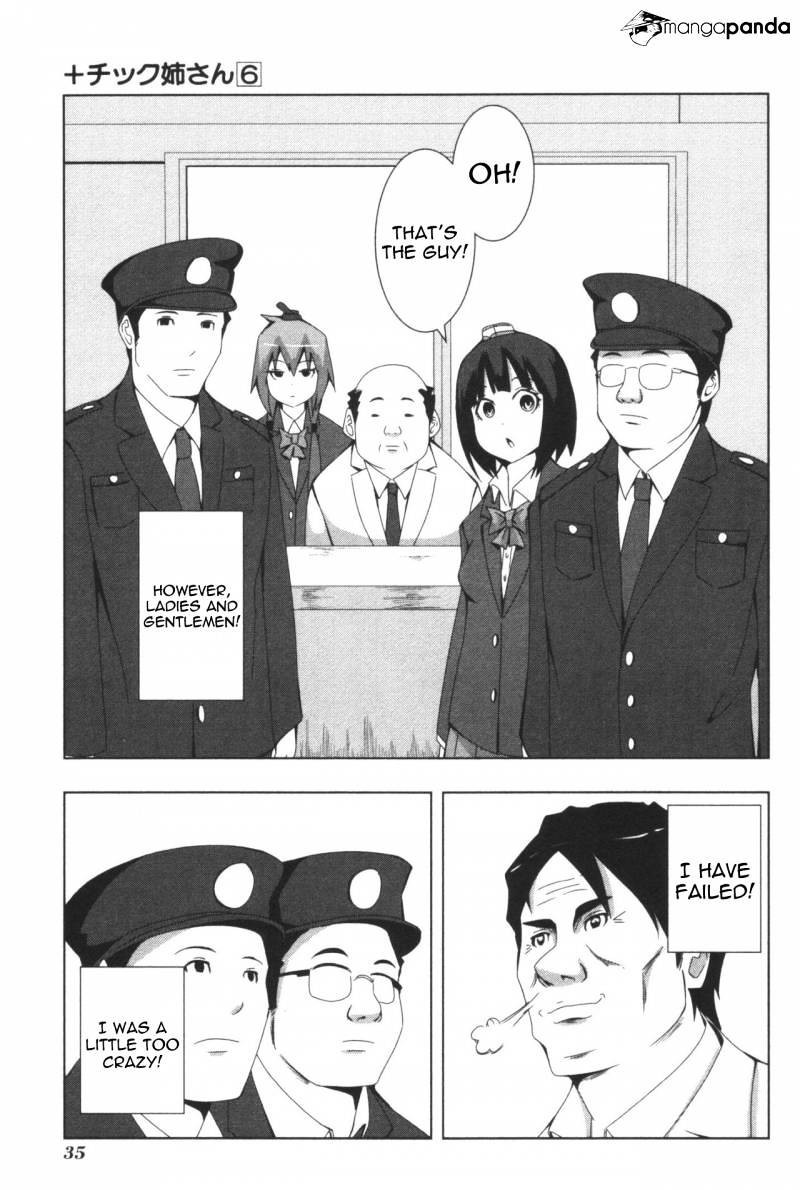 mangapanda
+チック姉さん6
OH!
THAT'S
THE GUY!
HOWEVER,
LADIES AND
GENTLEMEN!
I HAVE
FAILED!
I WAS A
LITTLE TOO
CRAZY!
35